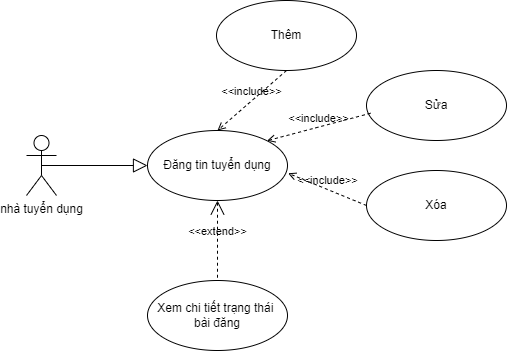 Thêm
<<include>>
<<include>>
Sửa
Đăng tin tuyển dụng
<<include>>
Xóa
nhà tuyển dụng
<<extend>>
Xem chi tiết trạng thái
bài đăng